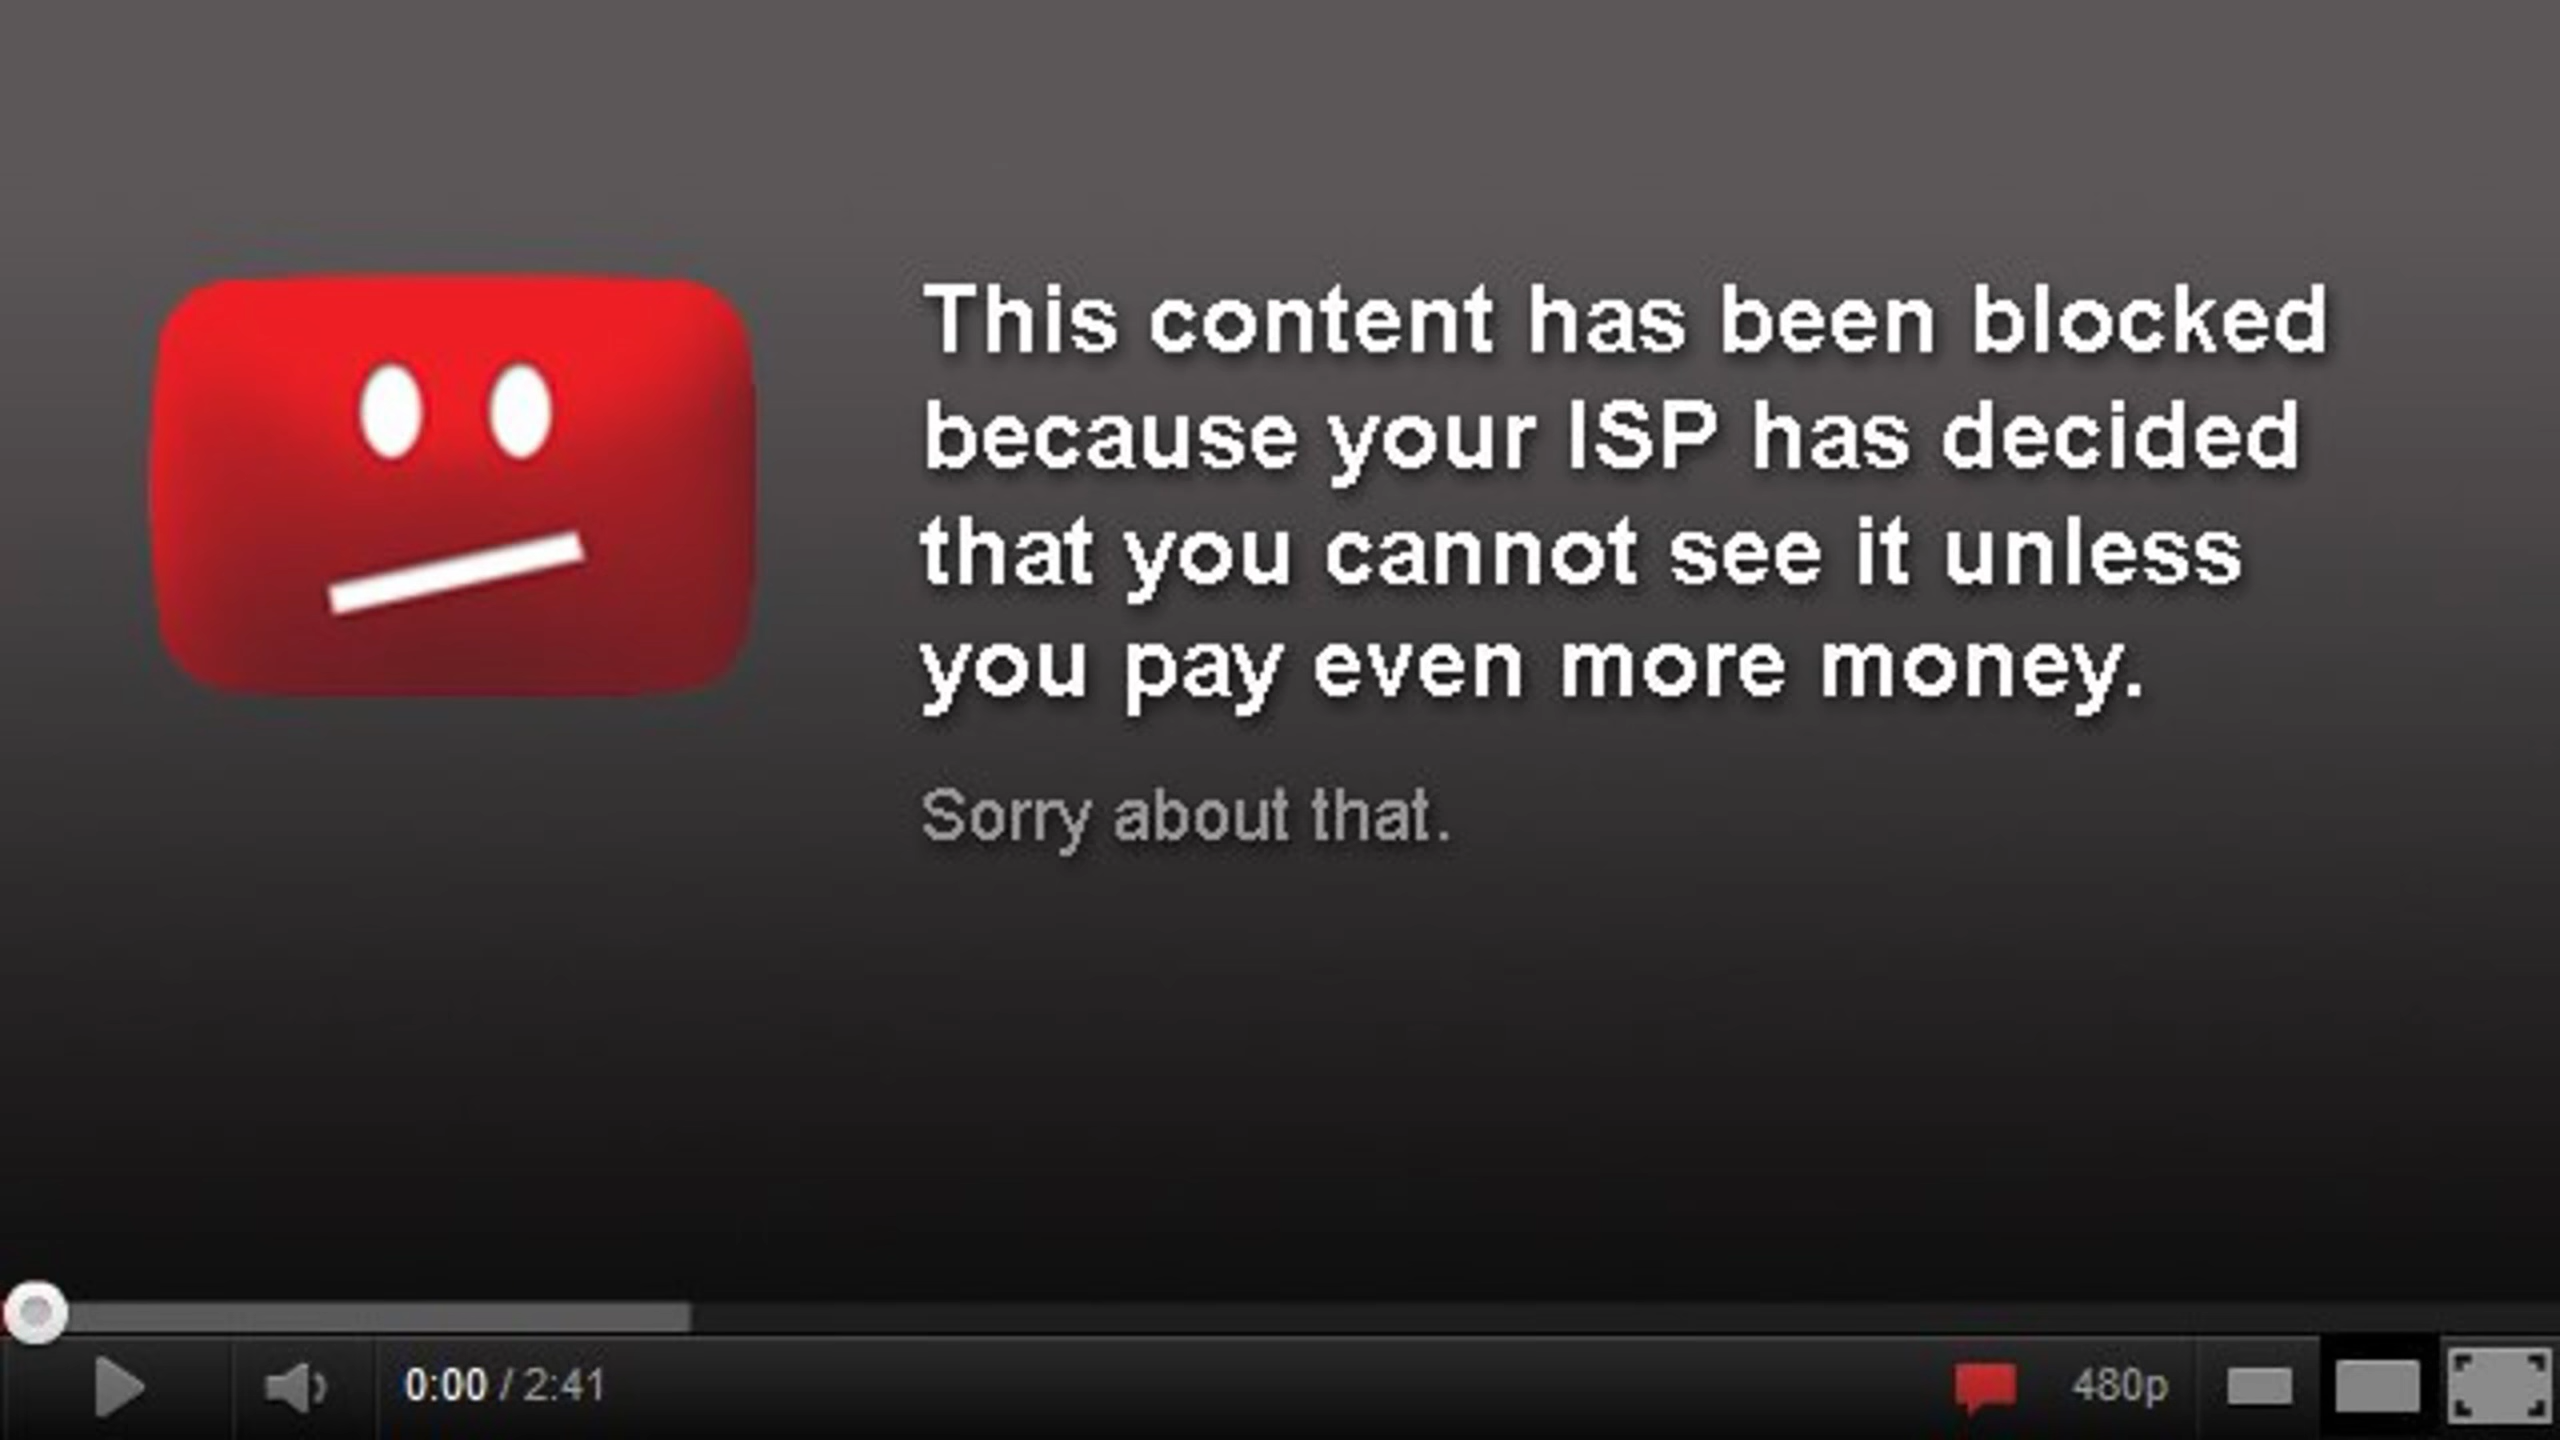 This content has been blocked
because your ISP has decided
that you cannot see it unless
you pay even more money.
Sorry about that.
0:00 / 2:41
480p